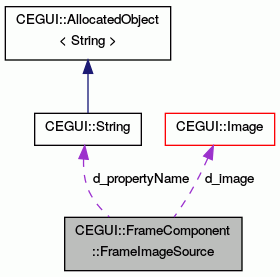 CEGUI::AllocatedObject
< String >
CEGUI::String
CEGUI::Image
d_propertyName
d_image
CEGUI::FrameComponent
::FrameImageSource